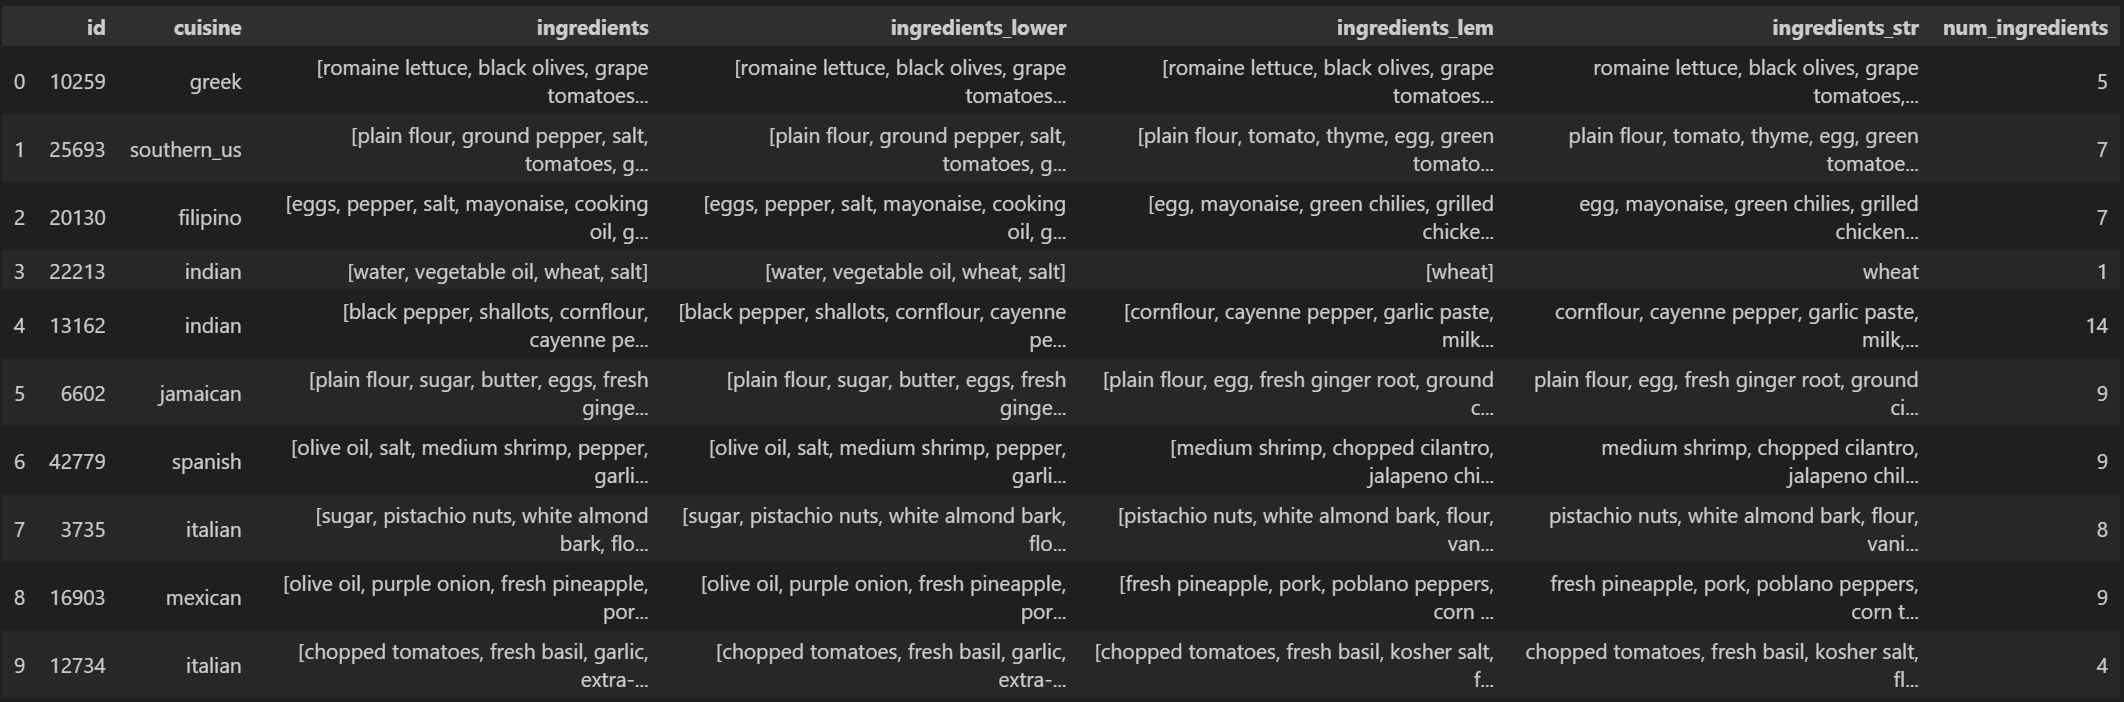 id cuisine ingredients ingredients_lower ingredients_lem ingredients_str num_ingredients
0 10259 greek [romaine lettuce, black olives, grape tomatoes... [romaine lettuce, black olives, grape tomatoes... [romaine lettuce, black olives, grape tomatoes... romaine lettuce, black olives, grape tomatoes,... 5
1 25693 southern_us [plain flour, ground pepper, salt, tomatoes, g... [plain flour, ground pepper, salt, tomatoes, g... [plain flour, tomato, thyme, egg, green tomato... plain flour, tomato, thyme, egg, green tomatoe... 7
2 20130 filipino [eggs, pepper, salt, mayonaise, cooking oil, g... [eggs, pepper, salt, mayonaise, cooking oil, g... [egg, mayonaise, green chilies, grilled chicke... egg, mayonaise, green chilies, grilled chicken... 7
3 22213 indian [water, vegetable oil, wheat, salt] [water, vegetable oil, wheat, salt] [wheat] wheat 1
4 13162 indian [black pepper, shallots, cornflour, cayenne pe... [black pepper, shallots, cornflour, cayenne pe... [cornflour, cayenne pepper, garlic paste, milk... cornflour, cayenne pepper, garlic paste, milk,... 14
5 6602 jamaican [plain flour, sugar, butter, eggs, fresh ginge... [plain flour, sugar, butter, eggs, fresh ginge... [plain flour, egg, fresh ginger root, ground c... plain flour, egg, fresh ginger root, ground ci... 9
6 42779 spanish [olive oil, salt, medium shrimp, pepper, garli... [olive oil, salt, medium shrimp, pepper, garli... [medium shrimp, chopped cilantro, jalapeno chi... medium shrimp, chopped cilantro, jalapeno chil... 9
7 3735 italian [sugar, pistachio nuts, white almond bark, flo... [sugar, pistachio nuts, white almond bark, flo... [pistachio nuts, white almond bark, flour, van... pistachio nuts, white almond bark, flour, vani... 8
8 16903 mexican [olive oil, purple onion, fresh pineapple, por... [olive oil, purple onion, fresh pineapple, por... [fresh pineapple, pork, poblano peppers, corn ... fresh pineapple, pork, poblano peppers, corn t... 9
9 12734 italian [chopped tomatoes, fresh basil, garlic, extra-... [chopped tomatoes, fresh basil, garlic, extra-... [chopped tomatoes, fresh basil, kosher salt, f... chopped tomatoes, fresh basil, kosher salt, fl... 4